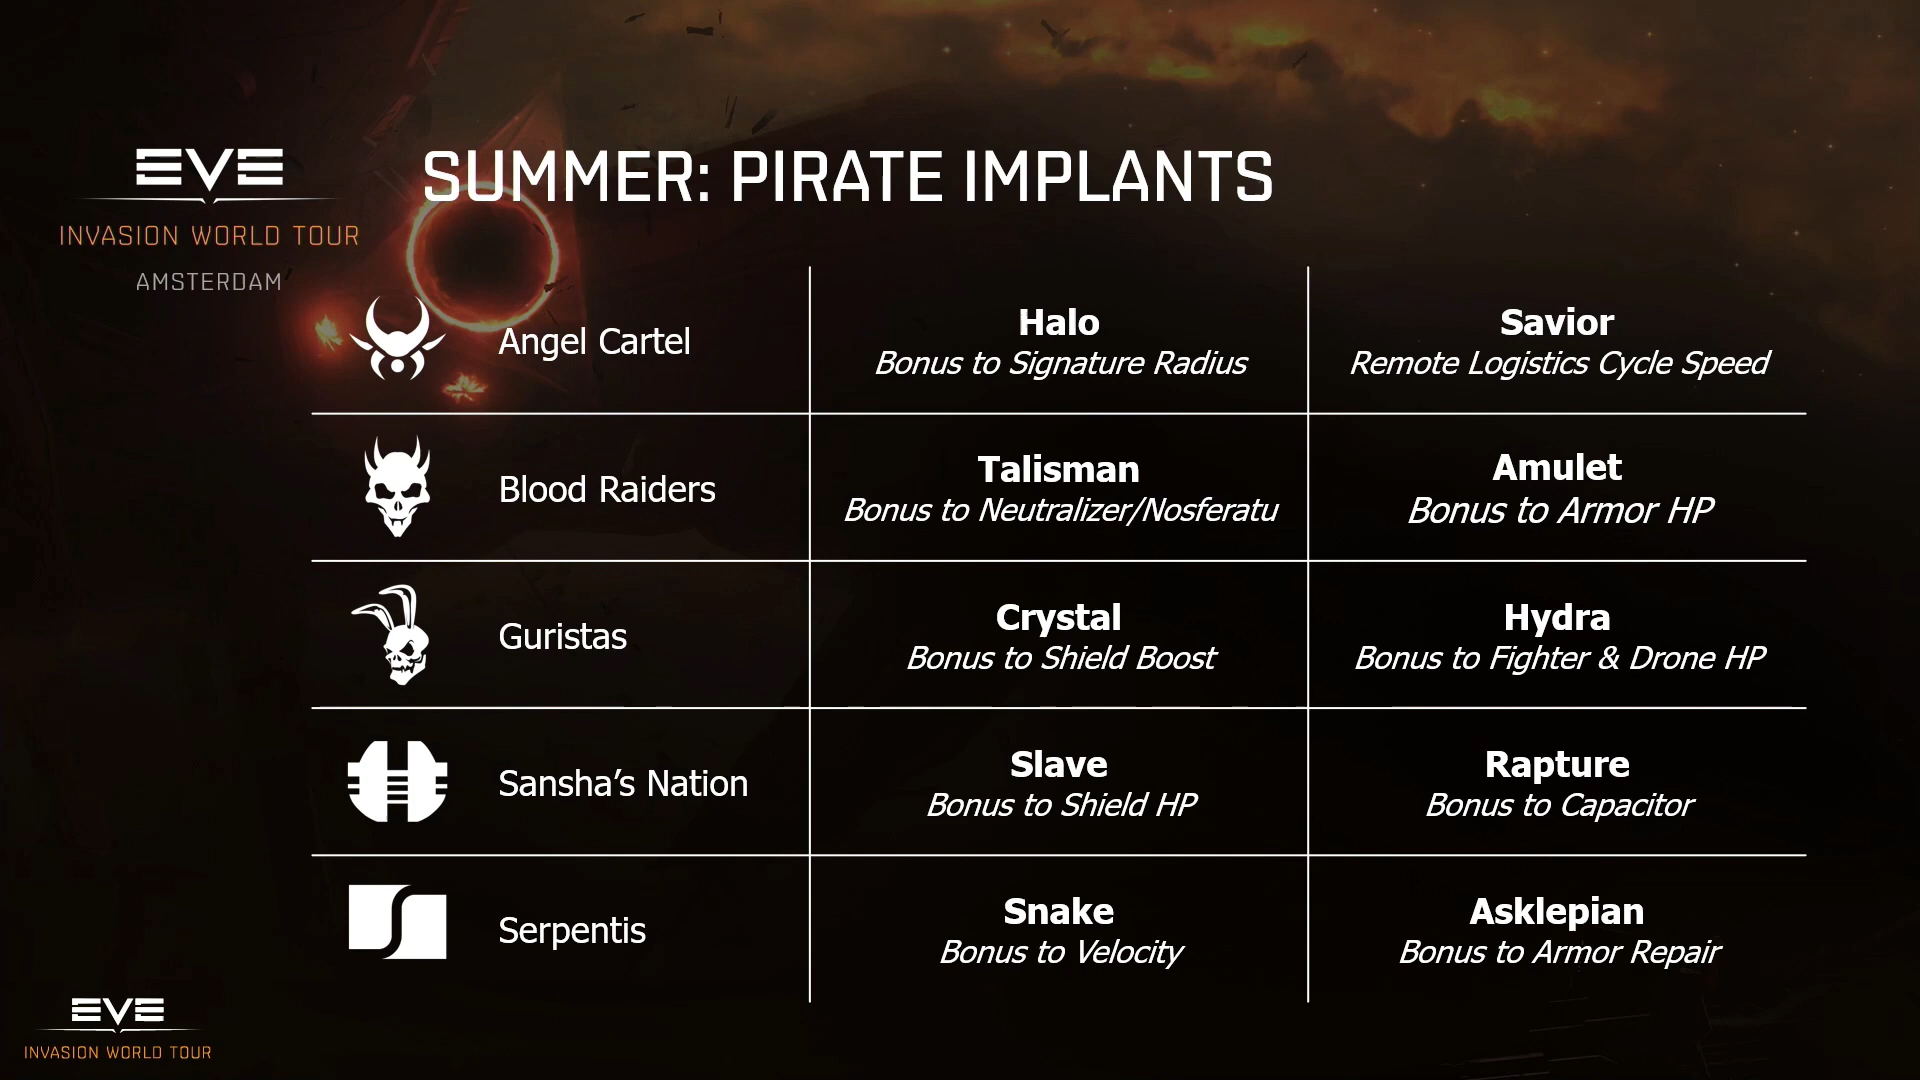 EVE
INVASION WORLD TOUR
AMSTERDAM
SUMMER: PIRATE IMPLANTS
Angel Cartel
Halo
Bonus to Signature Radius
Savior
Remote Logistics Cycle Speed
Blood Raiders
Talisman
Bonus to Neutralizer/Nosferatu
Amulet
Bonus to Armor HP
Guristas
Crystal
Bonus to Shield Boost
Hydra
Bonus to Fighter & Drone HP
Sansha’s Nation
Slave
Bonus to Shield HP
Rapture
Bonus to Capacitor
Serpentis
Snake
Bonus to Velocity
Asklepian
Bonus to Armor Repair
EVE
INVASION WORLD TOUR